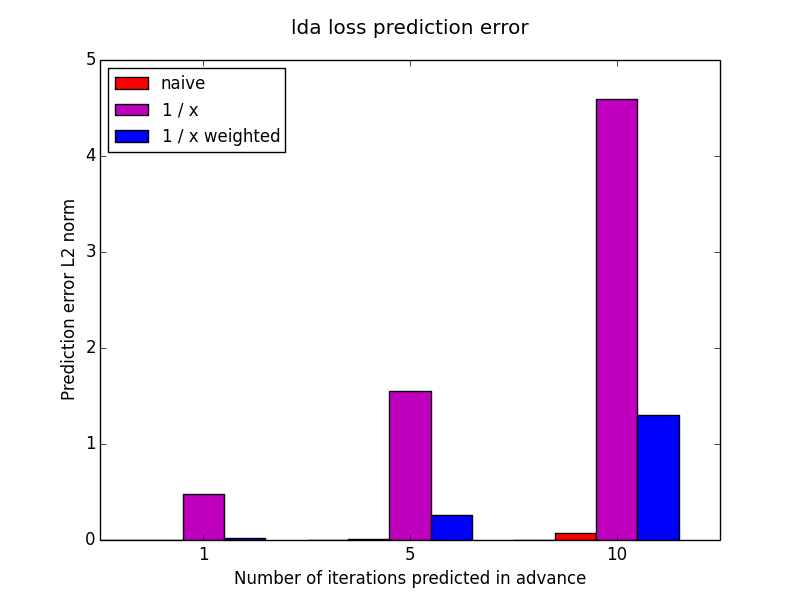 lda loss prediction error
naive
1 / x
1 / x weighted
5
4
3
2
1
0
Prediction error L2 norm
1 5 10
Number of iterations predicted in advance